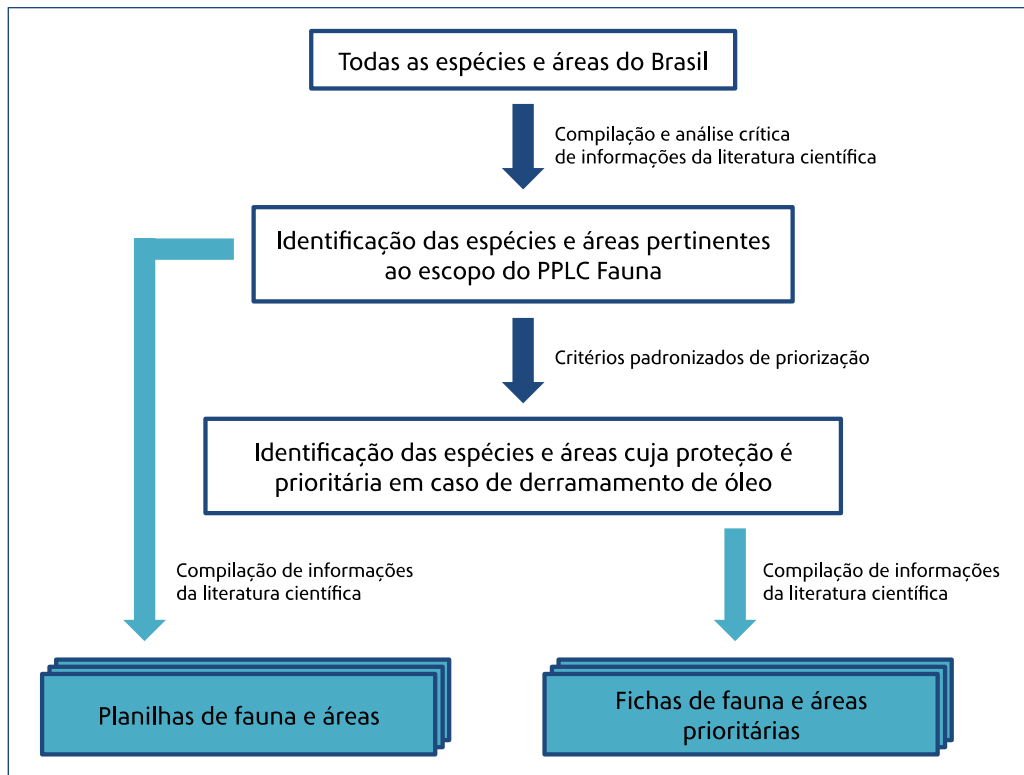 Todas as espécies e áreas do Brasil
Compilação e análise crítica
de informações da literatura científica
Identificação das espécies e áreas pertinentes
ao escopo do PPLC Fauna
Critérios padronizados de priorização
Identificação das espécies e áreas cuja proteção é
prioritária em caso de derramamento de óleo
Compilação de informações
da literatura científica
Compilação de informações
da literatura científica
Planilhas de fauna e áreas
Fichas de fauna e áreas
prioritárias